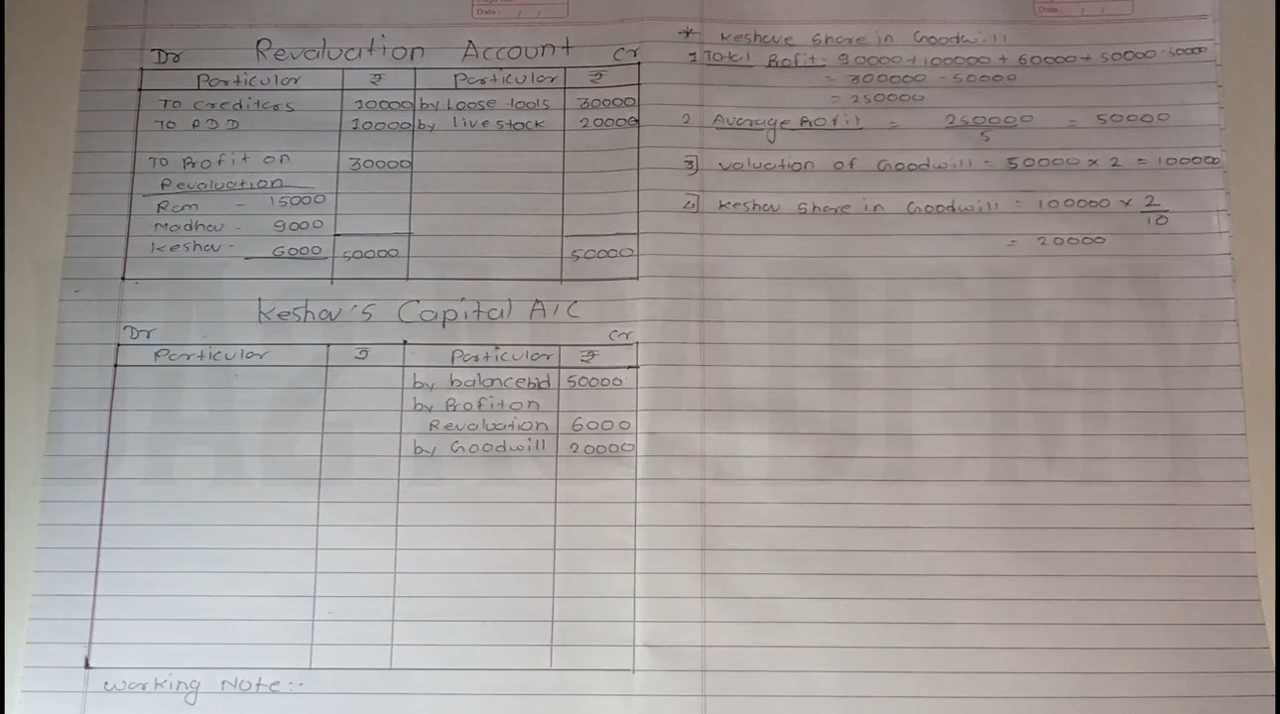 Date: / /
Date: / /
Dr Revaluation Account Cr
Particular ₹ Particular ₹
To Creditors 10000 by Loose tools 30000
To RDD 10000 by livestock 20000
To Profit on 30000
Revaluation
Ram - 15000
Madhav - 9000
Keshav - 6000 50000 50000
Keshav's Capital A/C
Dr Cr
Particular ₹ Particular ₹
by balance b/d 50000
by Profit on
Revaluation 6000
by Goodwill 20000
Working Note:-
* Keshave Share in Goodwill
1 Total Profit = 90000 + 100000 + 60000 + 50000 - 50000
= 300000 - 50000
= 250000
2 Average Profit = 250000 / 5 = 50000
3] Valuation of Goodwill = 50000 × 2 = 100000
4] Keshav Share in Goodwill = 100000 × 2/10
= 20000